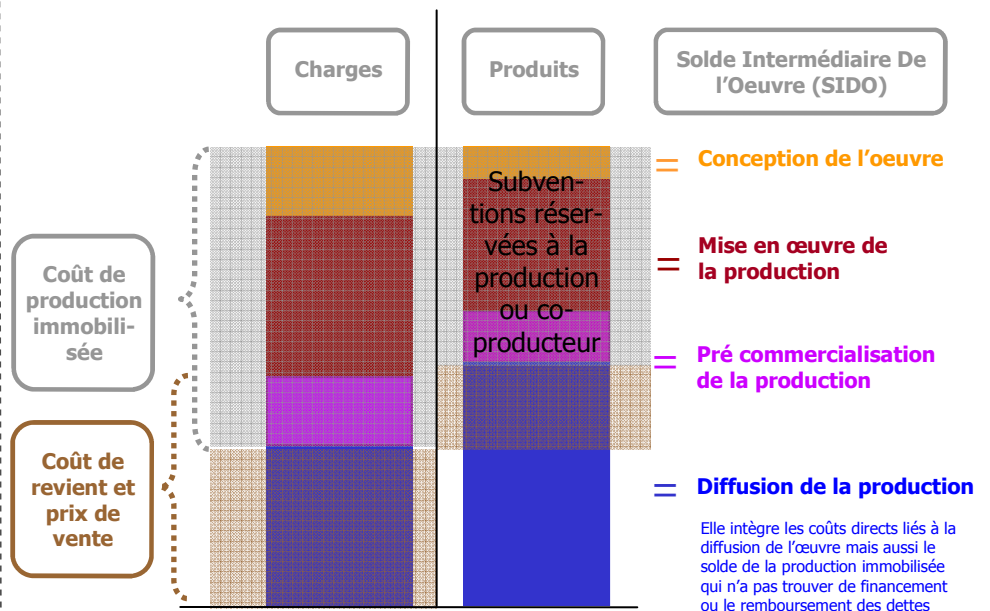 Charges
Produits
Solde Intermédiaire De
l'Oeuvre (SIDO)
= Conception de l'oeuvre
Subven-
tions réser-
vées à la
production
ou co-
producteur
= Mise en œuvre de
la production
Coût de
production
immobili-
sée
= Pré commercialisation
de la production
Coût de
revient et
prix de
vente
= Diffusion de la production
Elle intègre les coûts directs liés à la
diffusion de l'œuvre mais aussi le
solde de la production immobilisée
qui n'a pas trouver de financement
ou le remboursement des dettes